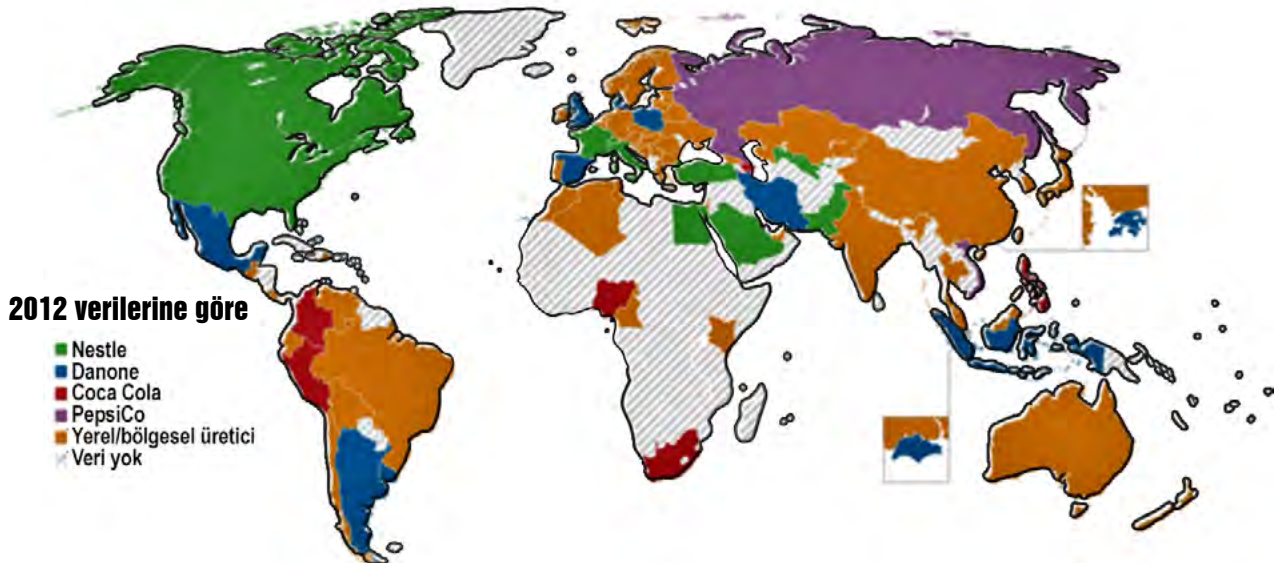 2012 verilerine göre
Nestle
Danone
Coca Cola
PepsiCo
Yerel/bölgesel üretici
Veri yok